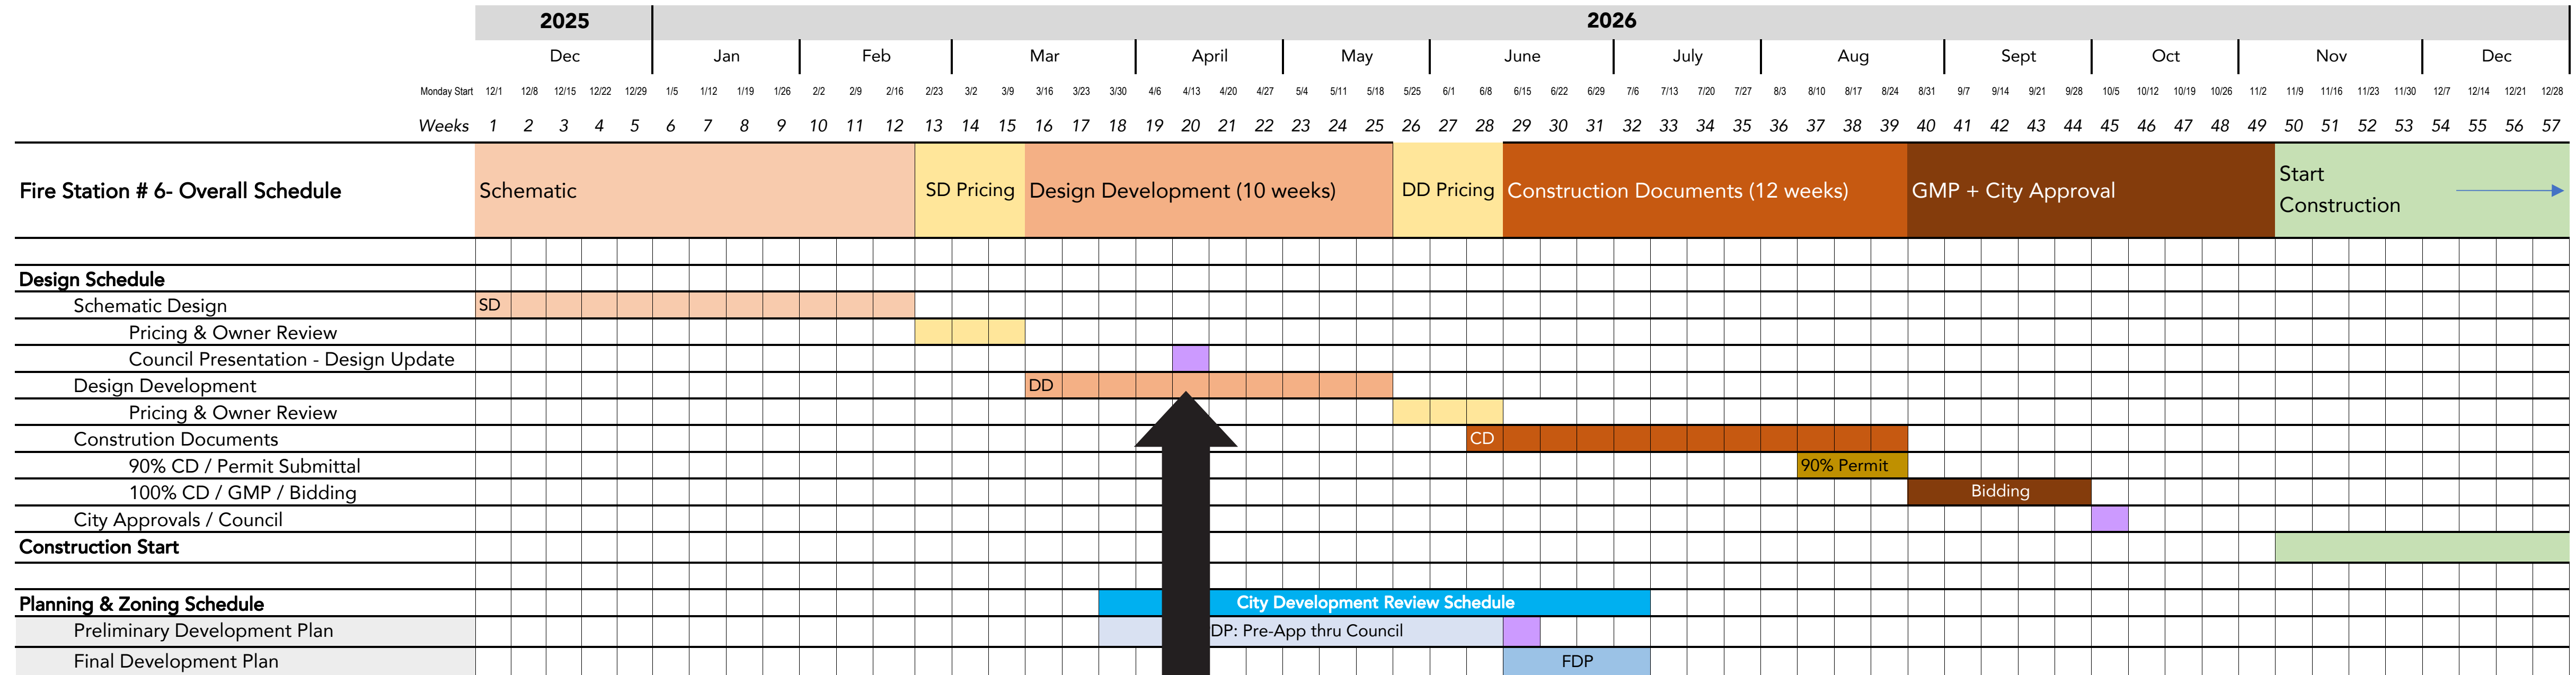 2025 2026
Dec Jan Feb Mar April May June July Aug Sept Oct Nov Dec
Monday Start 12/1 12/8 12/15 12/22 12/29 1/5 1/12 1/19 1/26 2/2 2/9 2/16 2/23 3/2 3/9 3/16 3/23 3/30 4/6 4/13 4/20 4/27 5/4 5/11 5/18 5/25 6/1 6/8 6/15 6/22 6/29 7/6 7/13 7/20 7/27 8/3 8/10 8/17 8/24 8/31 9/7 9/14 9/21 9/28 10/5 10/12 10/19 10/26 11/2 11/9 11/16 11/23 11/30 12/7 12/14 12/21 12/28
Weeks 1 2 3 4 5 6 7 8 9 10 11 12 13 14 15 16 17 18 19 20 21 22 23 24 25 26 27 28 29 30 31 32 33 34 35 36 37 38 39 40 41 42 43 44 45 46 47 48 49 50 51 52 53 54 55 56 57
Fire Station # 6- Overall Schedule Schematic SD Pricing Design Development (10 weeks) DD Pricing Construction Documents (12 weeks) GMP + City Approval Start
Construction
Design Schedule
Schematic Design SD
Pricing & Owner Review
Council Presentation - Design Update
Design Development DD
Pricing & Owner Review
Constrution Documents CD
90% CD / Permit Submittal 90% Permit
100% CD / GMP / Bidding Bidding
City Approvals / Council
Construction Start
Planning & Zoning Schedule City Development Review Schedule
Preliminary Development Plan DP: Pre-App thru Council
Final Development Plan FDP